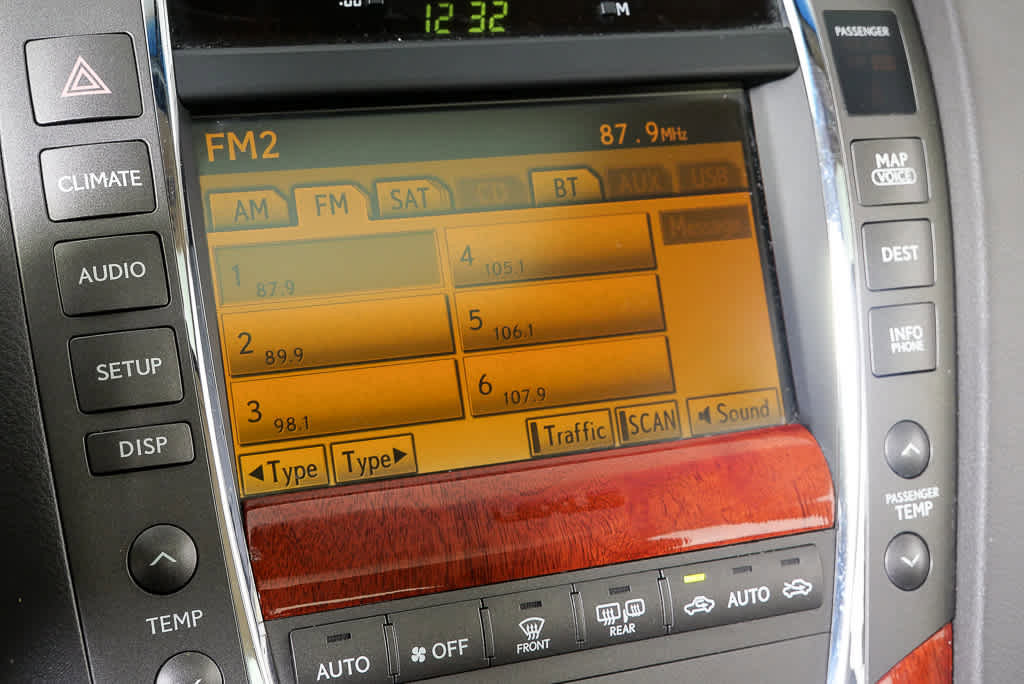 12:32
M
PASSENGER
FM2
87.9MHz
AM
FM
SAT
CD
BT
AUX
USB
Message
1
87.9
2
89.9
3
98.1
4
105.1
5
106.1
6
107.9
Type
Type
Traffic
SCAN
Sound
CLIMATE
AUDIO
SETUP
DISP
TEMP
MAP
VOICE
DEST
INFO
PHONE
PASSENGER
TEMP
AUTO
OFF
FRONT
REAR
AUTO